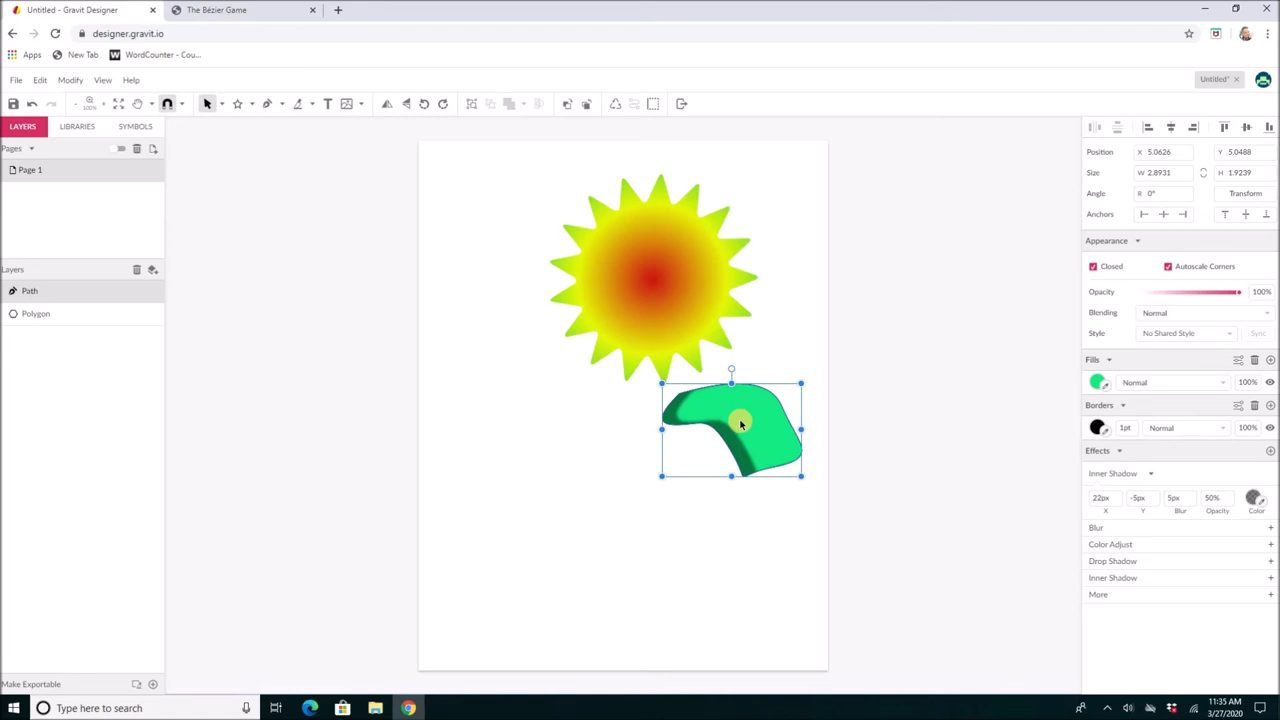 Untitled - Gravit Designer
The Bézier Game
designer.gravit.io
Apps New Tab W WordCounter - Cou...
File Edit Modify View Help
Untitled*
100%
LAYERS LIBRARIES SYMBOLS
Pages
Page 1
Layers
Path
Polygon
Make Exportable
Position X 5.0626 Y 5.0488
Size W 2.8931 H 1.9239
Angle R 0° Transform
Anchors
Appearance
Closed Autoscale Corners
Opacity 100%
Blending Normal
Style No Shared Style Sync
Fills
Normal 100%
Borders
1pt Normal 100%
Effects
Inner Shadow
22px -5px 5px 50%
X Y Blur Opacity Color
Blur
Color Adjust
Drop Shadow
Inner Shadow
More
Type here to search
11:35 AM
3/27/2020